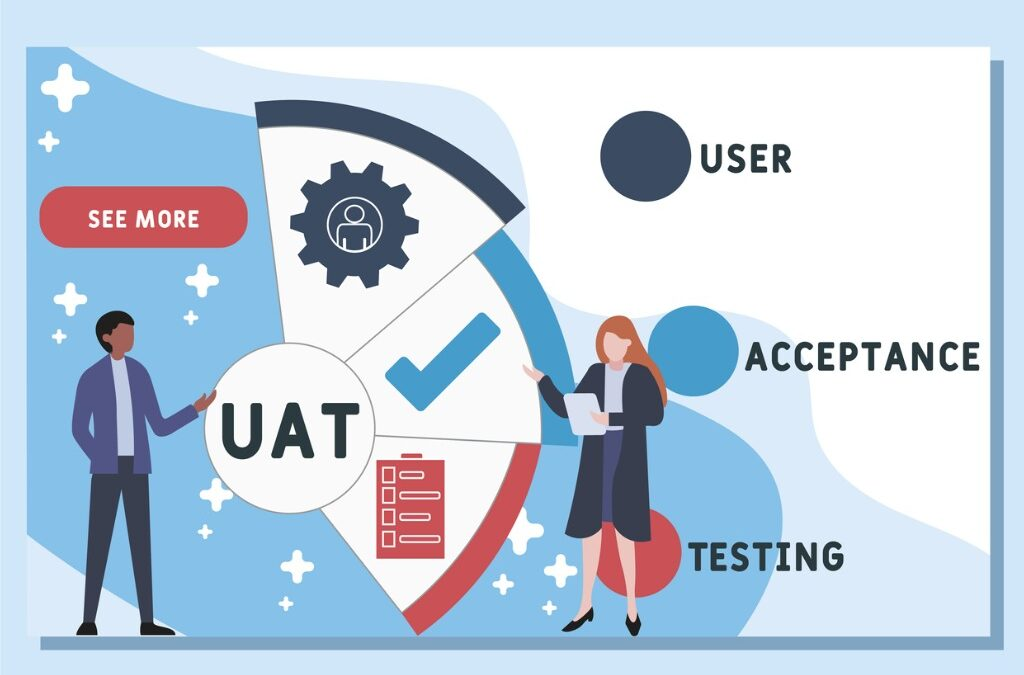 SEE MORE
UAT
USER
ACCEPTANCE
TESTING